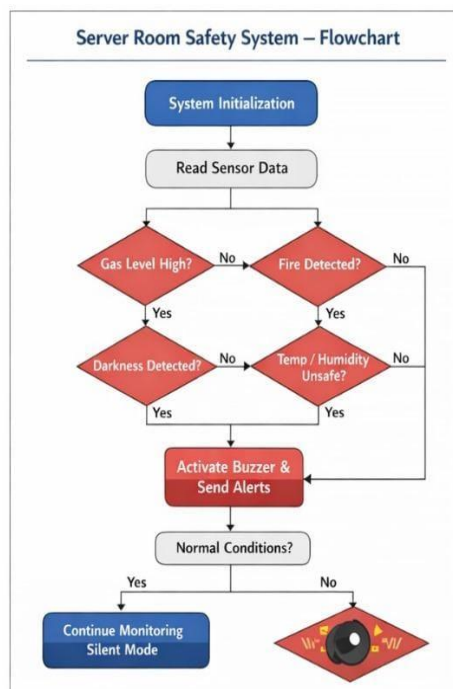 Server Room Safety System – Flowchart
System Initialization
Read Sensor Data
Gas Level High?
No
Fire Detected?
No
Yes
Yes
Darkness Detected?
No
Temp / Humidity
Unsafe?
No
Yes
Yes
Activate Buzzer &
Send Alerts
Normal Conditions?
Yes
No
Continue Monitoring
Silent Mode